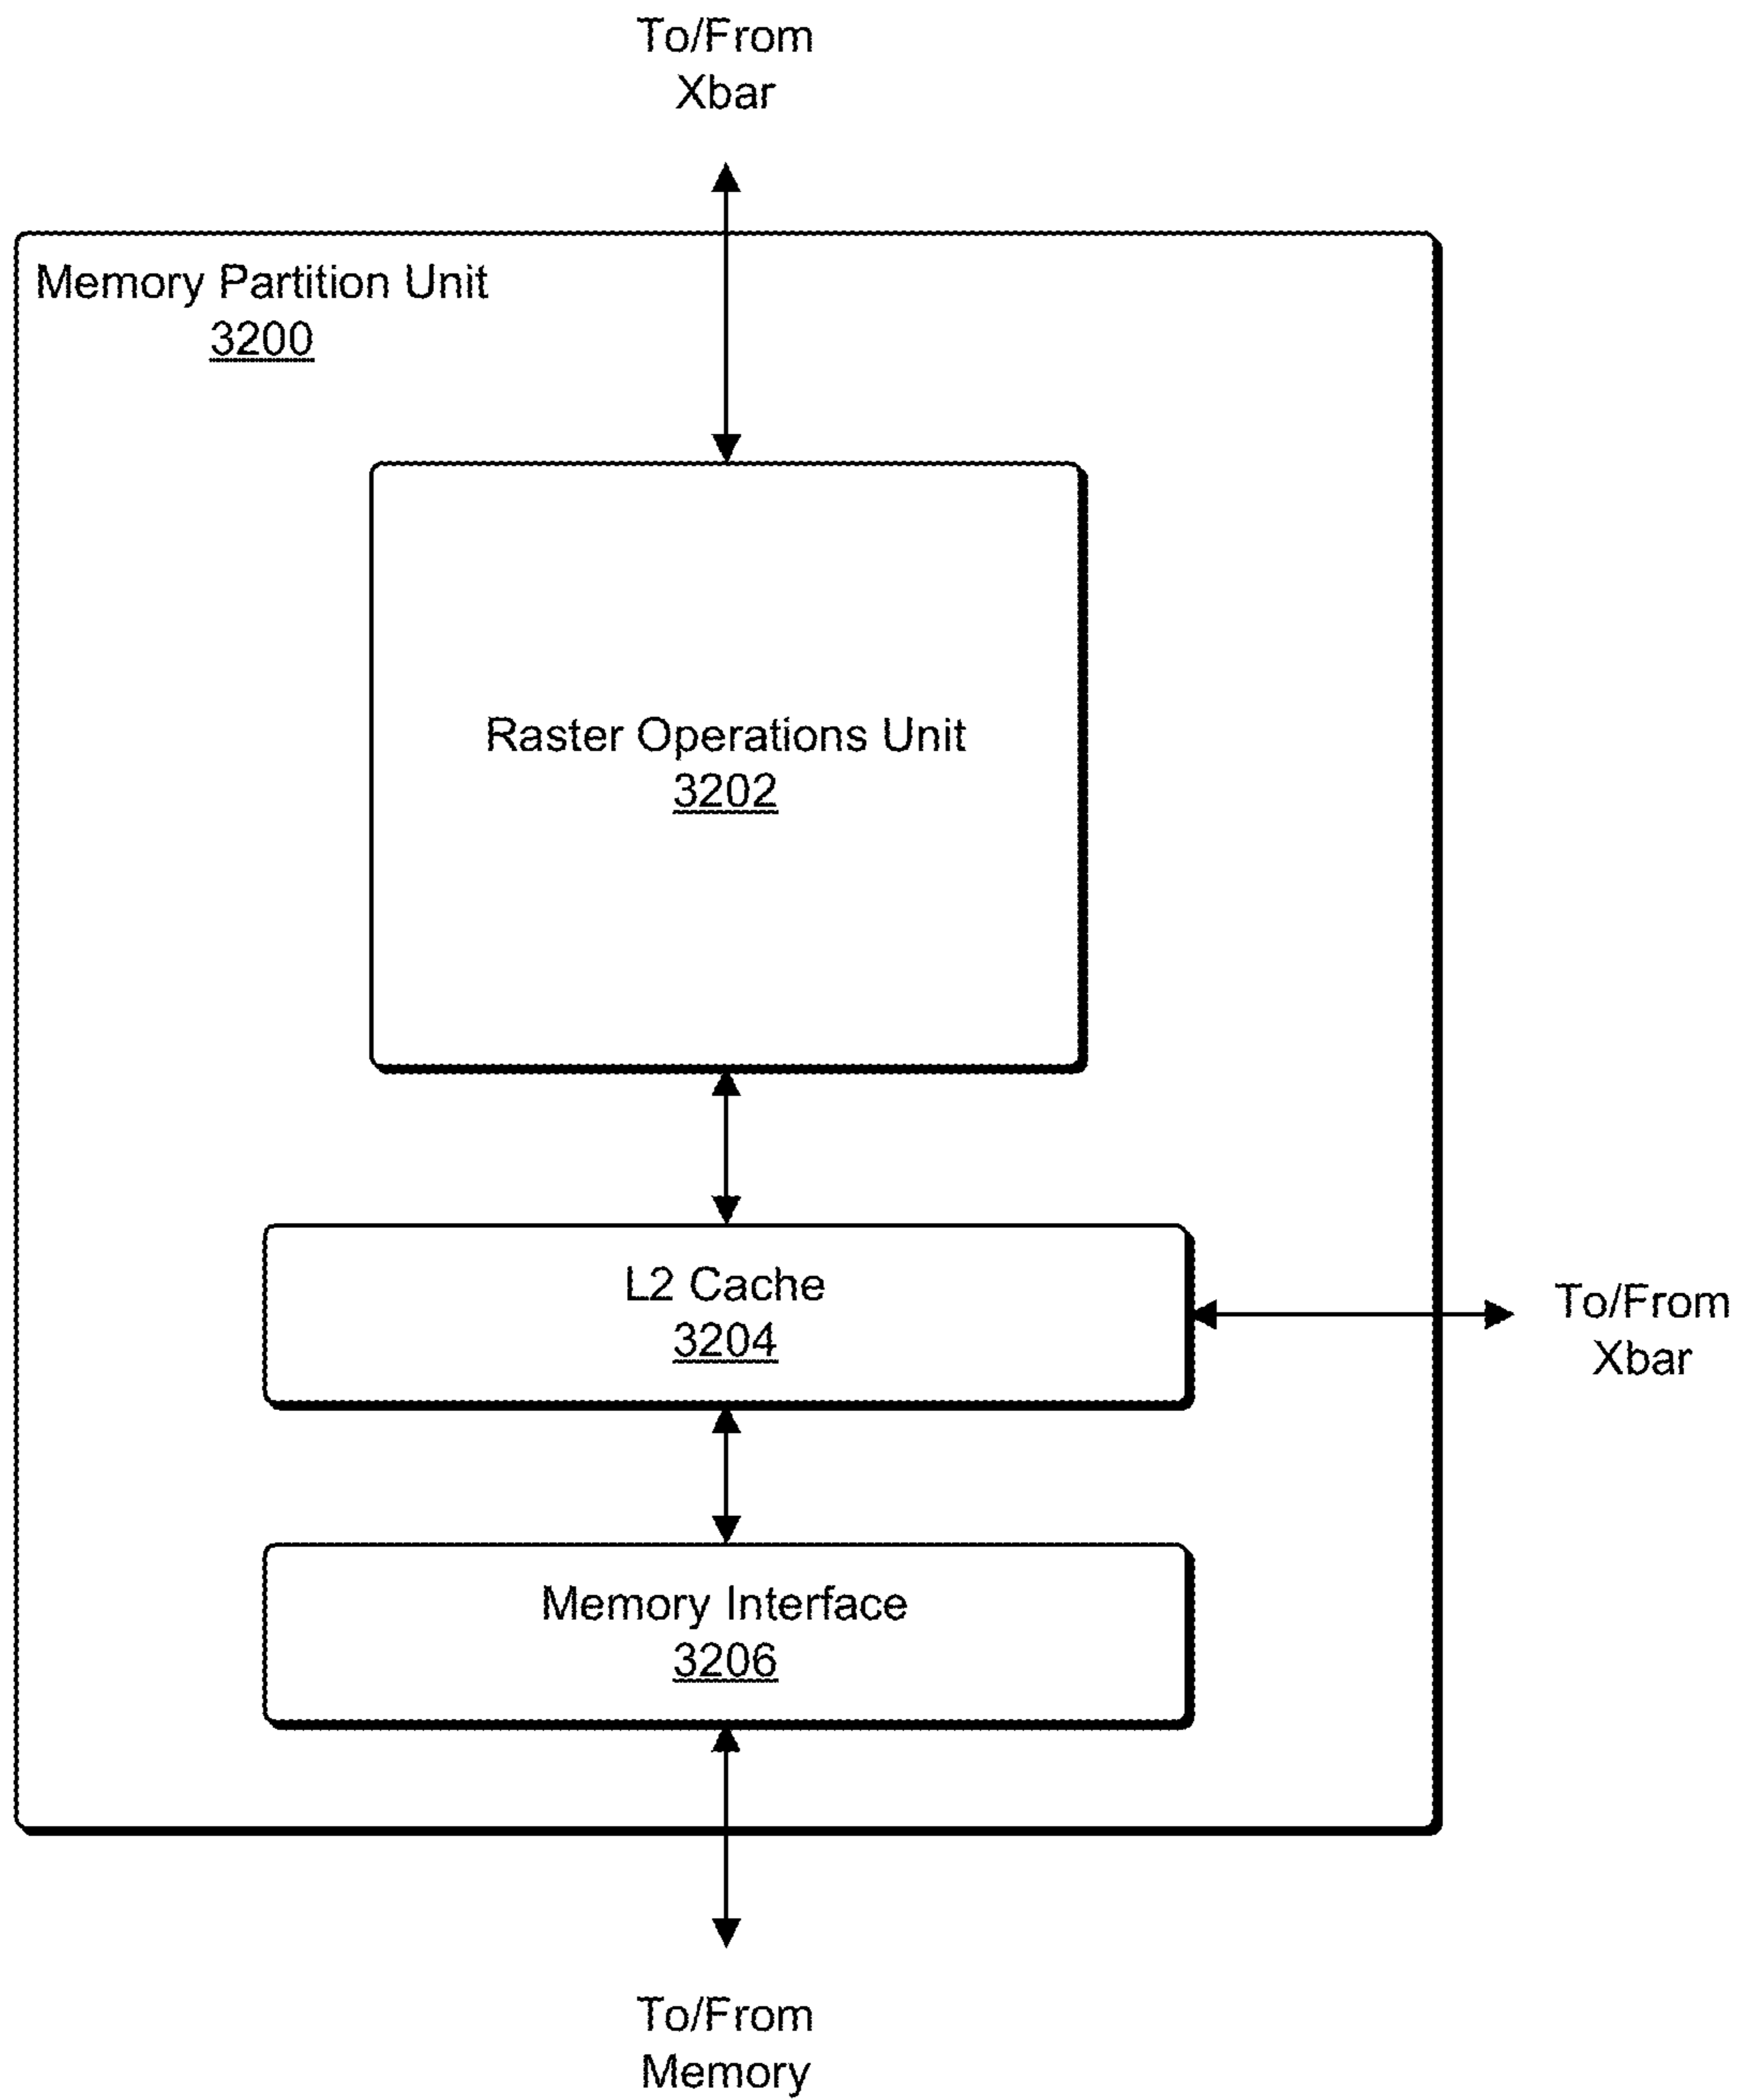 To/From
Xbar
Memory Partition Unit
3200
Raster Operations Unit
3202
L2 Cache
3204
To/From
Xbar
Memory Interface
3206
To/From
Memory